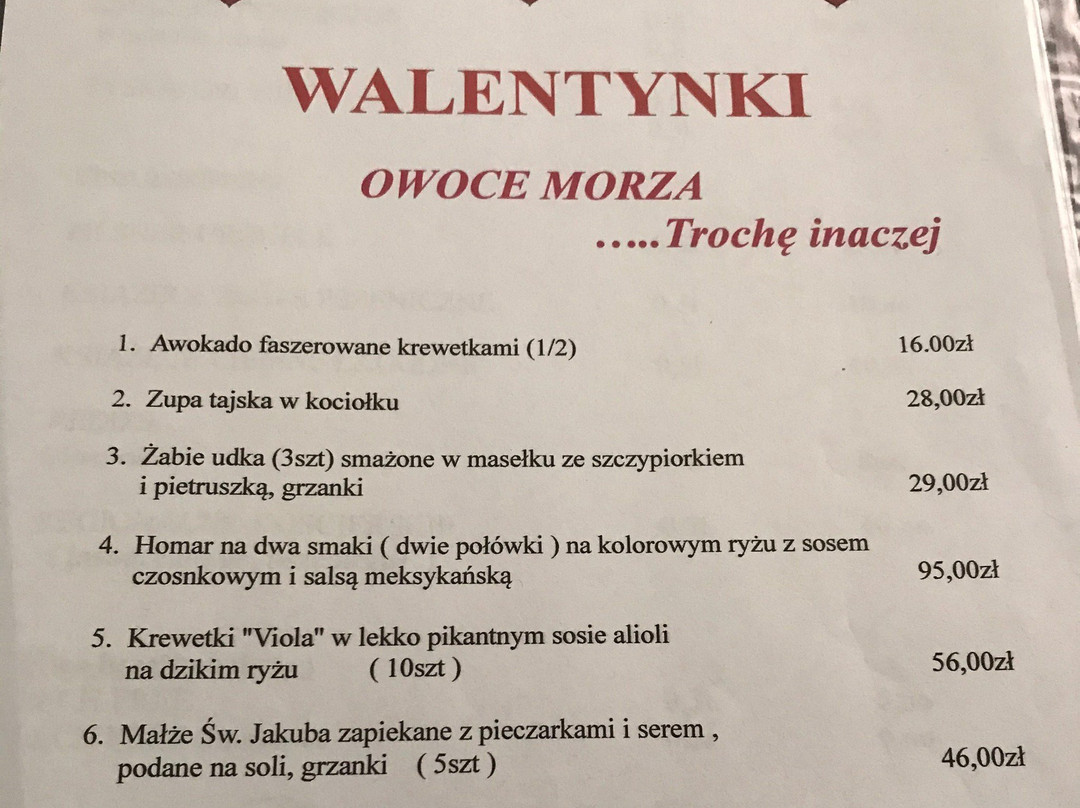 WALENTYNKI
OWOCE MORZA
.....Trochę inaczej
1. Awokado faszerowane krewetkami (1/2) 16.00zł
2. Zupa tajska w kociołku 28,00zł
3. Żabie udka (3szt) smażone w masełku ze szczypiorkiem
i pietruszką, grzanki 29,00zł
4. Homar na dwa smaki ( dwie połówki ) na kolorowym ryżu z sosem
czosnkowym i salsą meksykańską 95,00zł
5. Krewetki "Viola" w lekko pikantnym sosie alioli
na dzikim ryżu ( 10szt ) 56,00zł
6. Małże Św. Jakuba zapiekane z pieczarkami i serem ,
podane na soli, grzanki ( 5szt ) 46,00zł